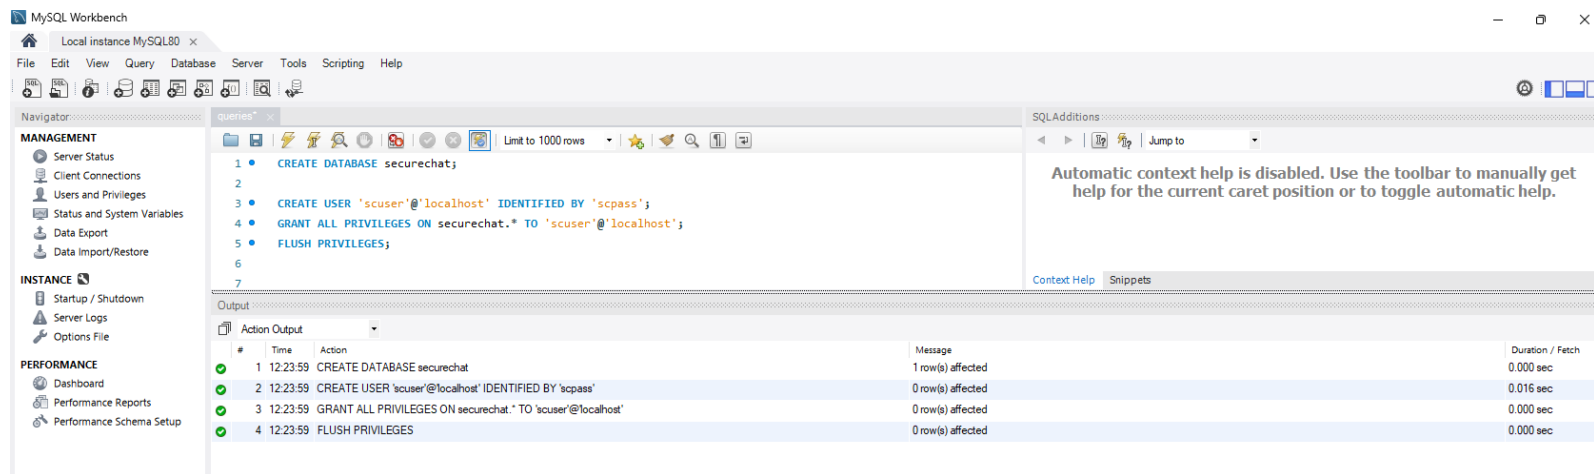 MySQL Workbench
Local instance MySQL80
File Edit View Query Database Server Tools Scripting Help
Navigator
MANAGEMENT
Server Status
Client Connections
Users and Privileges
Status and System Variables
Data Export
Data Import/Restore
INSTANCE
Startup / Shutdown
Server Logs
Options File
PERFORMANCE
Dashboard
Performance Reports
Performance Schema Setup
queries*
Limit to 1000 rows
1 CREATE DATABASE securechat;
2
3 CREATE USER 'scuser'@'localhost' IDENTIFIED BY 'scpass';
4 GRANT ALL PRIVILEGES ON securechat.* TO 'scuser'@'localhost';
5 FLUSH PRIVILEGES;
6
7
SQLAdditions
Jump to
Automatic context help is disabled. Use the toolbar to manually get
help for the current caret position or to toggle automatic help.
Context Help Snippets
Output
Action Output
# Time Action Message Duration / Fetch
1 12:23:59 CREATE DATABASE securechat 1 row(s) affected 0.000 sec
2 12:23:59 CREATE USER 'scuser'@'localhost' IDENTIFIED BY 'scpass' 0 row(s) affected 0.016 sec
3 12:23:59 GRANT ALL PRIVILEGES ON securechat.* TO 'scuser'@'localhost' 0 row(s) affected 0.000 sec
4 12:23:59 FLUSH PRIVILEGES 0 row(s) affected 0.000 sec